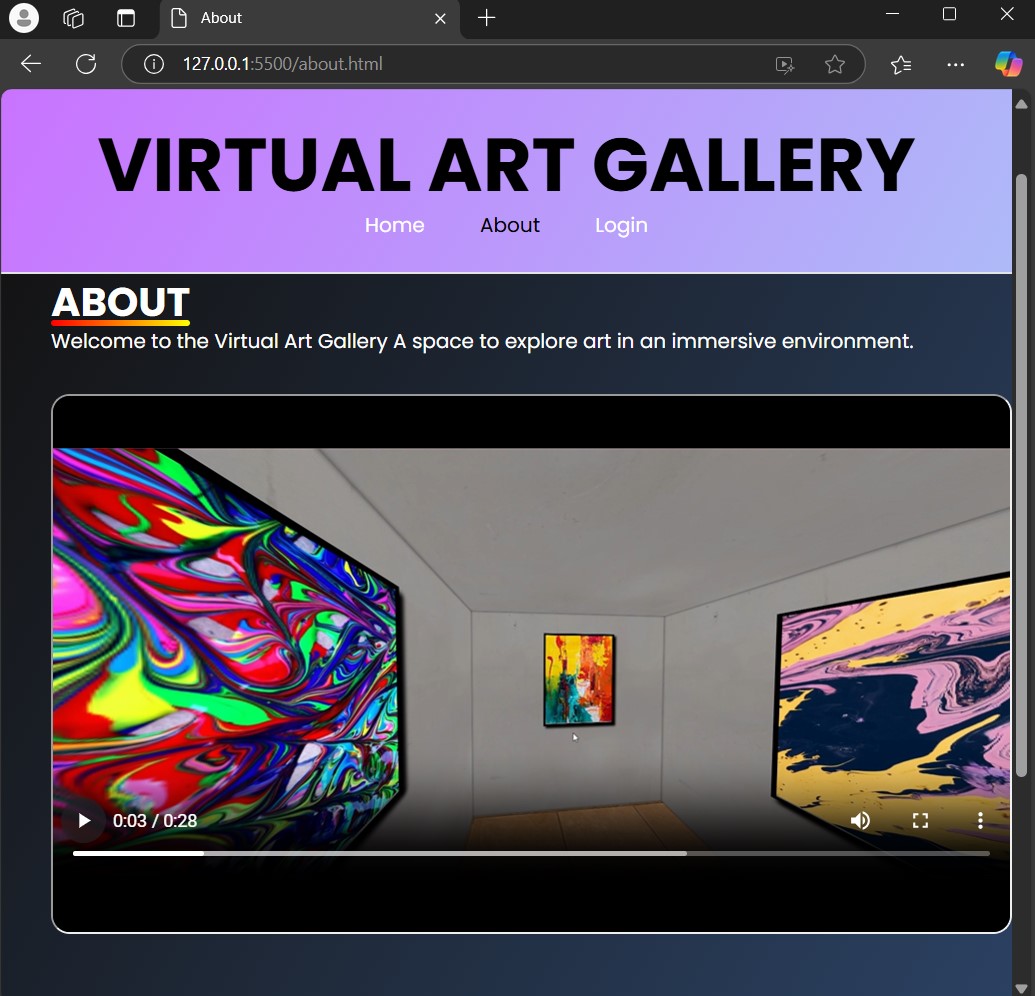 About
127.0.0.1:5500/about.html
VIRTUAL ART GALLERY
Home About Login
ABOUT
Welcome to the Virtual Art Gallery A space to explore art in an immersive environment.
0:03 / 0:28